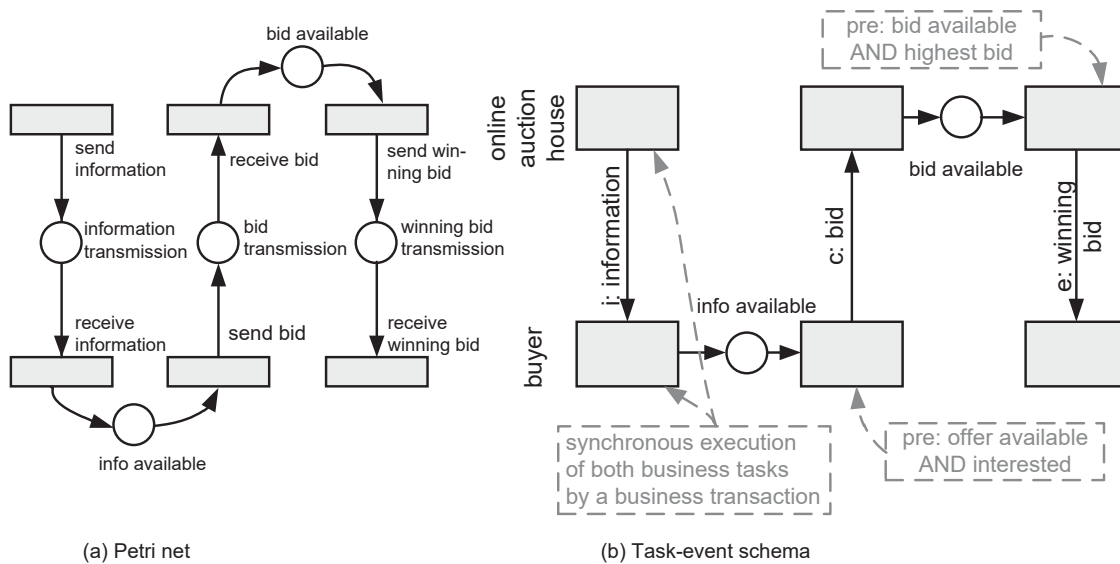 bid available
send
information
receive bid
send win-
ning bid
information
transmission
bid
transmission
winning bid
transmission
receive
information
send bid
receive
winning bid
info available
(a) Petri net
pre: bid available
AND highest bid
online
auction
house
bid available
i: information
c: bid
e: winning
bid
info available
buyer
synchronous execution
of both business tasks
by a business transaction
pre: offer available
AND interested
(b) Task-event schema